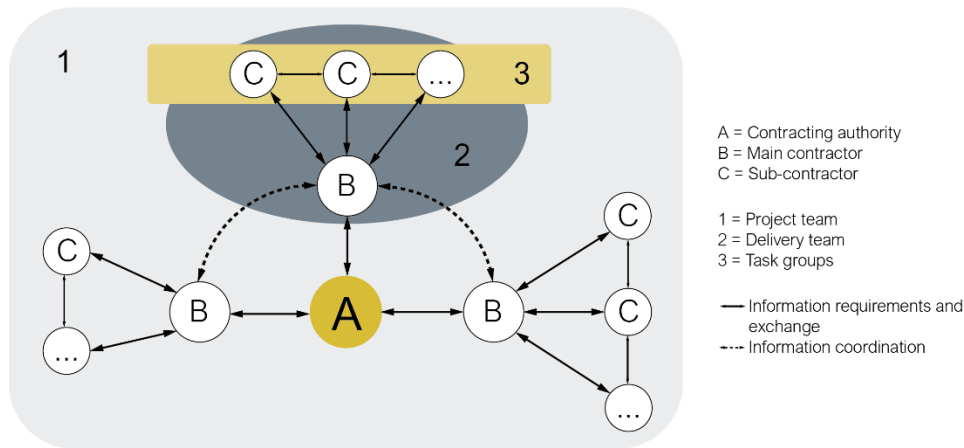 1
C
C
...
3
2
B
C
B
A
B
C
C
...
...
A = Contracting authority
B = Main contractor
C = Sub-contractor
1 = Project team
2 = Delivery team
3 = Task groups
Information requirements and
exchange
Information coordination